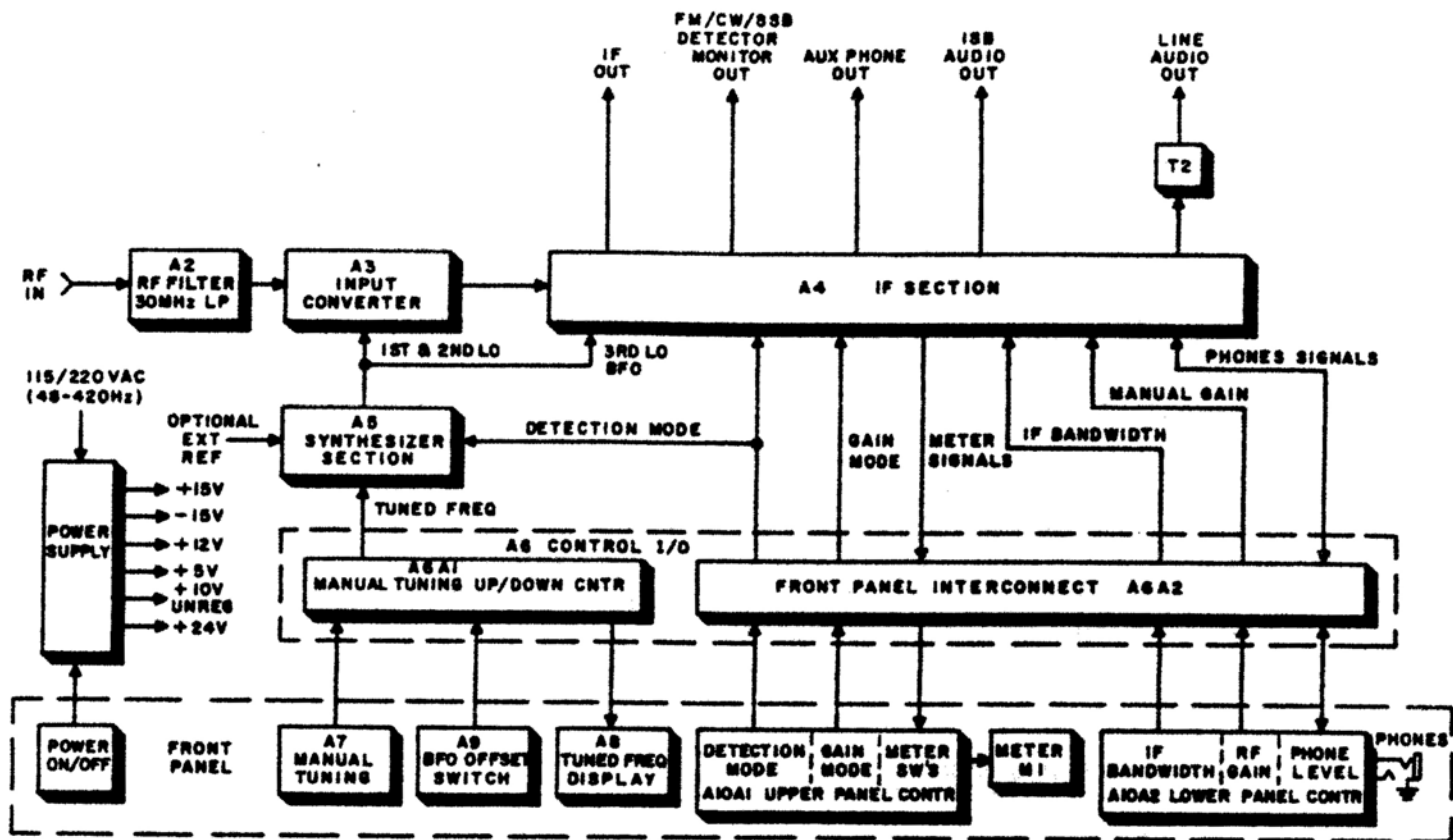 FM/CW/SSB
DETECTOR
MONITOR
OUT
IF
OUT
AUX PHONE
OUT
ISB
AUDIO
OUT
LINE
AUDIO
OUT
T2
RF
IN
A2
RF FILTER
30MHz LP
A3
INPUT
CONVERTER
A4 IF SECTION
1ST & 2ND LO
3RD LO
BFO
PHONES SIGNALS
MANUAL GAIN
IF BANDWIDTH
METER
SIGNALS
GAIN
MODE
DETECTION MODE
115/220VAC
(48-420Hz)
OPTIONAL
EXT
REF
A5
SYNTHESIZER
SECTION
TUNED FREQ
POWER
SUPPLY
+15V
-15V
+12V
+5V
+10V
UNREG
+24V
A6 CONTROL I/O
A6A1
MANUAL TUNING UP/DOWN CNTR
FRONT PANEL INTERCONNECT A6A2
POWER
ON/OFF
FRONT
PANEL
A7
MANUAL
TUNING
A9
BFO OFFSET
SWITCH
A8
TUNED FREQ
DISPLAY
DETECTION
MODE
GAIN
MODE
METER
SW'S
A10A1 UPPER PANEL CONTR
METER
M1
IF
BANDWIDTH
RF
GAIN
PHONE
LEVEL
A10A2 LOWER PANEL CONTR
PHONES